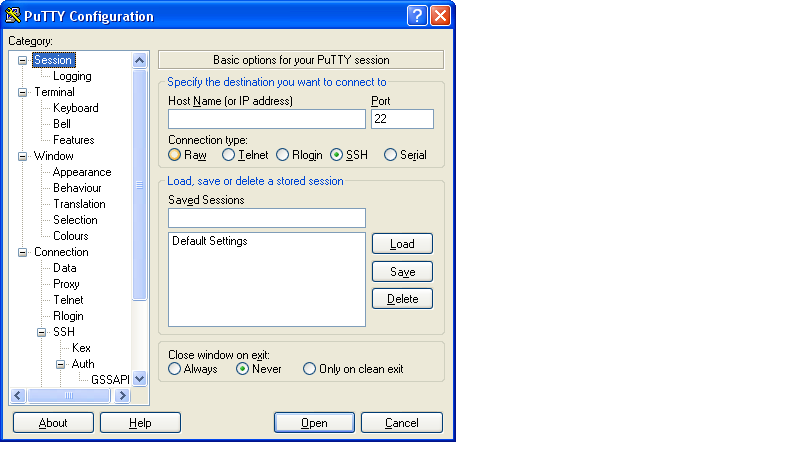 PuTTY Configuration
Category:
Session
Logging
Terminal
Keyboard
Bell
Features
Window
Appearance
Behaviour
Translation
Selection
Colours
Connection
Data
Proxy
Telnet
Rlogin
SSH
Kex
Auth
GSSAPI
Basic options for your PuTTY session
Specify the destination you want to connect to
Host Name (or IP address) Port
22
Connection type:
Raw Telnet Rlogin SSH Serial
Load, save or delete a stored session
Saved Sessions
Default Settings
Load
Save
Delete
Close window on exit:
Always Never Only on clean exit
About Help Open Cancel